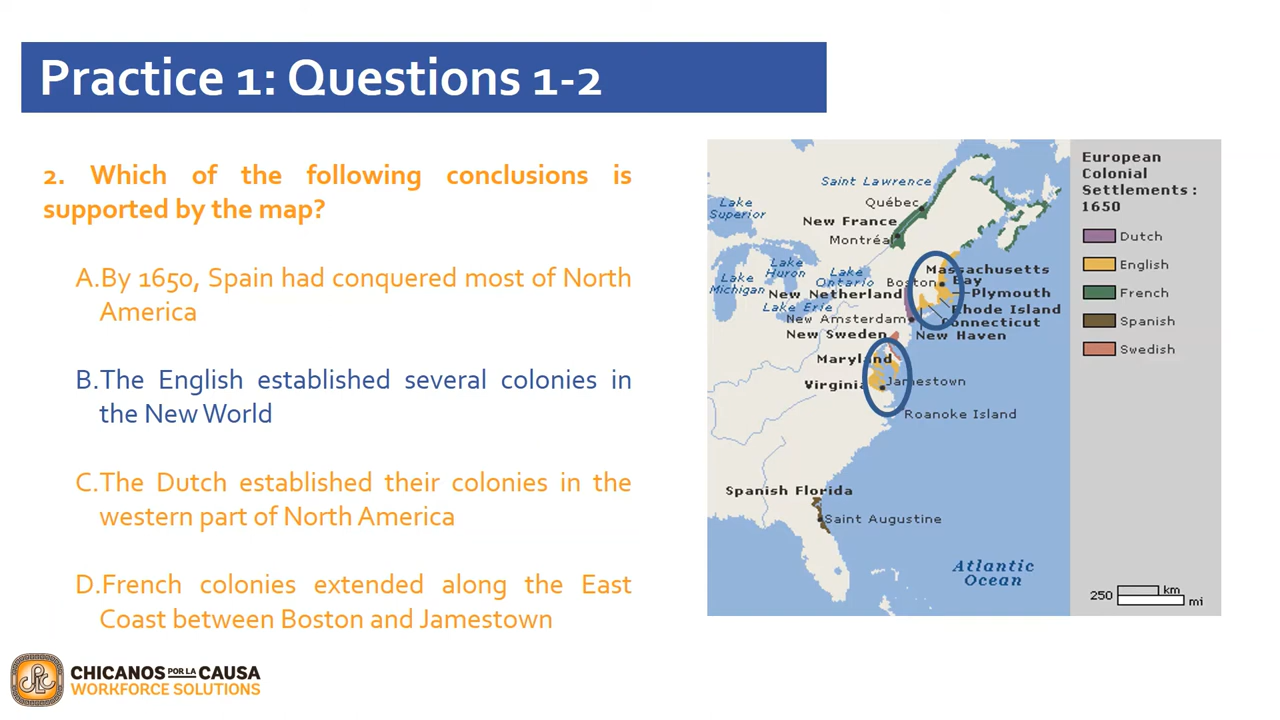 Practice 1: Questions 1-2
2. Which of the following conclusions is
supported by the map?
A.By 1650, Spain had conquered most of North
America
B.The English established several colonies in
the New World
C.The Dutch established their colonies in the
western part of North America
D.French colonies extended along the East
Coast between Boston and Jamestown
CHICANOS POR LA CAUSA
WORKFORCE SOLUTIONS
Saint Lawrence
Québec
Lake
Superior
New France
Montréal
Lake
Huron
Lake
Michigan
Lake
Ontario
Lake Erie
Massachusetts
Bay
Boston
Plymouth
New Netherland
Rhode Island
Connecticut
New Amsterdam
New Haven
New Sweden
Maryland
Virginia
Jamestown
Roanoke Island
Spanish Florida
Saint Augustine
Atlantic
Ocean
European
Colonial
Settlements:
1650
Dutch
English
French
Spanish
Swedish
250
km
mi